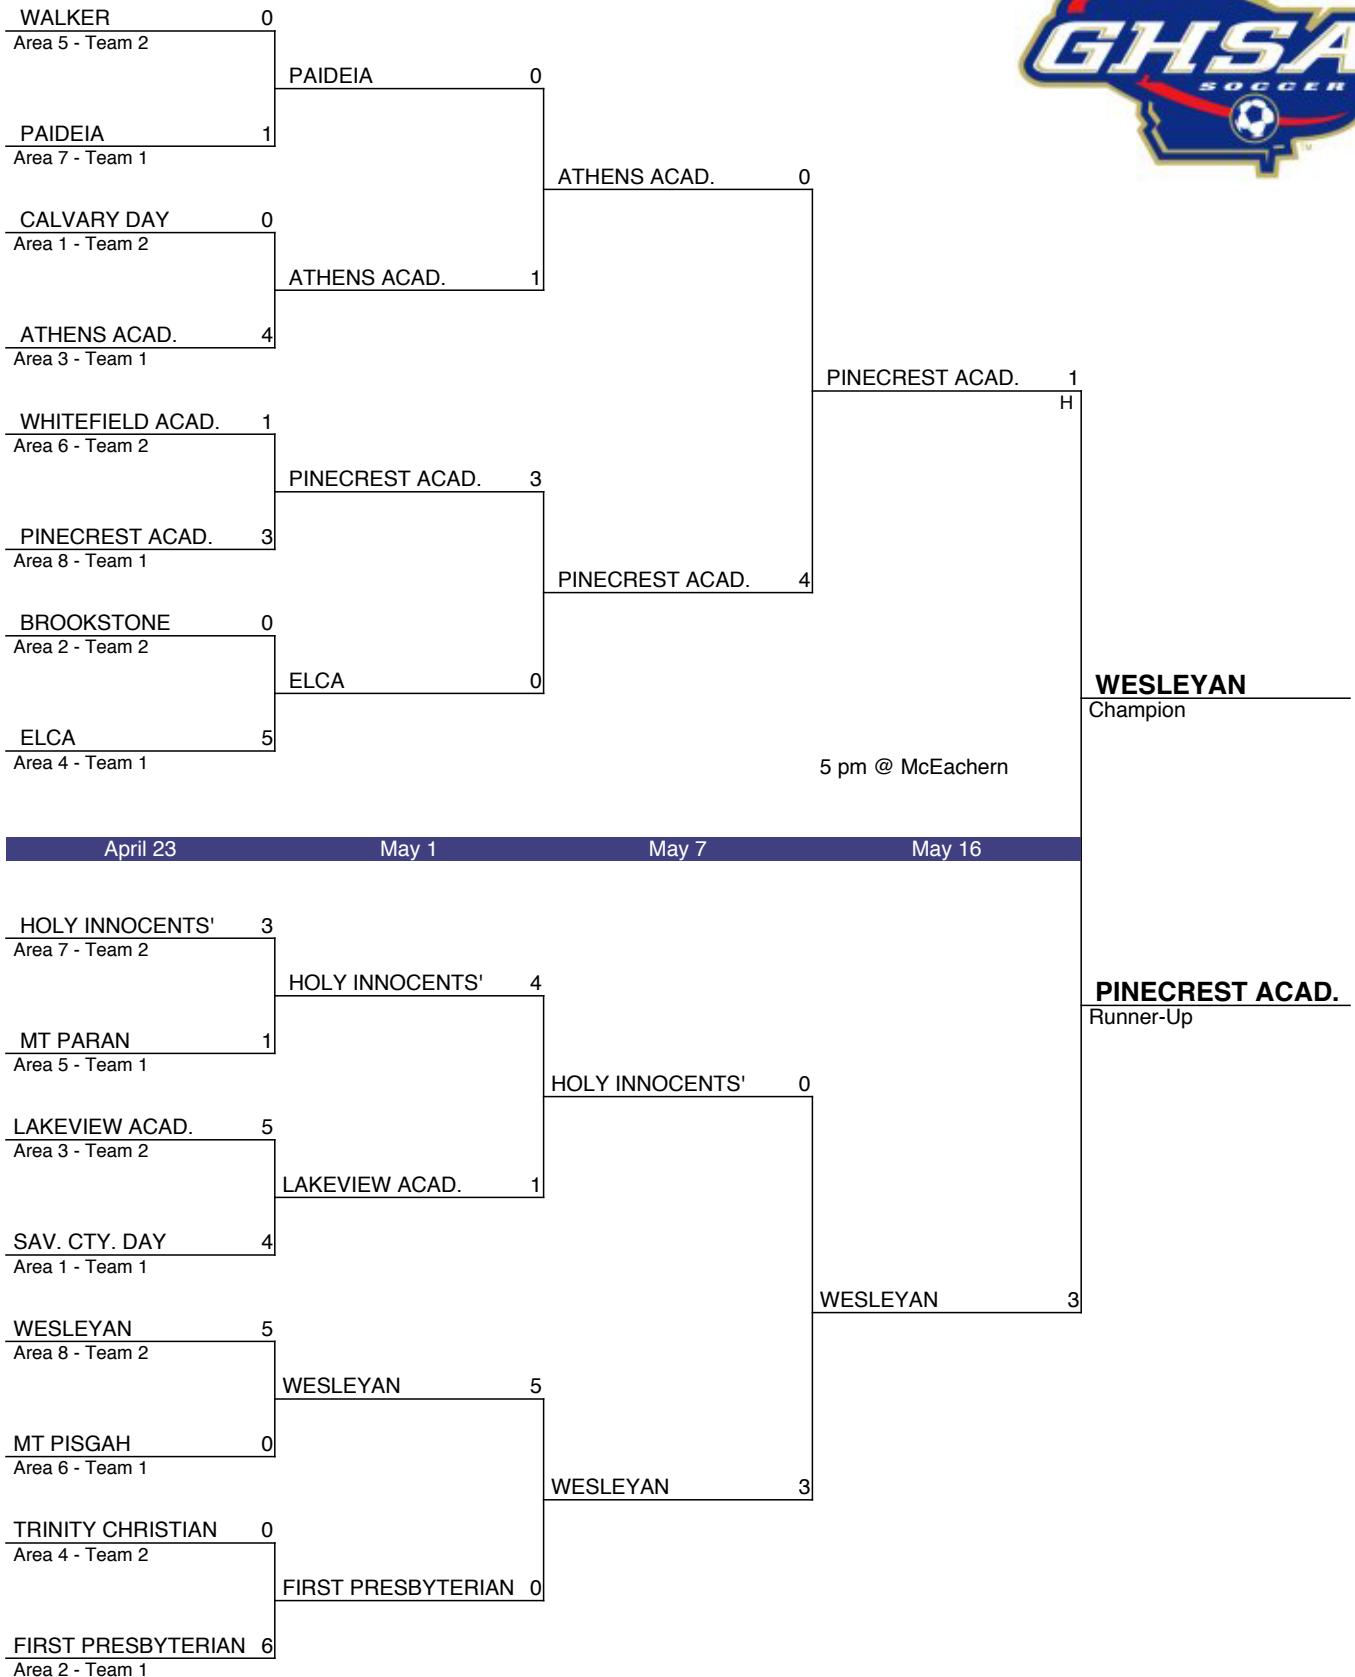 GHSA
SOCCER
TM
WALKER 0
Area 5 - Team 2
PAIDEIA 0
PAIDEIA 1
Area 7 - Team 1
ATHENS ACAD. 0
CALVARY DAY 0
Area 1 - Team 2
ATHENS ACAD. 1
ATHENS ACAD. 4
Area 3 - Team 1
PINECREST ACAD. 1
H
WHITEFIELD ACAD. 1
Area 6 - Team 2
PINECREST ACAD. 3
PINECREST ACAD. 3
Area 8 - Team 1
PINECREST ACAD. 4
BROOKSTONE 0
Area 2 - Team 2
ELCA 0
WESLEYAN
Champion
ELCA 5
Area 4 - Team 1
5 pm @ McEachern
April 23 May 1 May 7 May 16
HOLY INNOCENTS' 3
Area 7 - Team 2
HOLY INNOCENTS' 4
PINECREST ACAD.
Runner-Up
MT PARAN 1
Area 5 - Team 1
HOLY INNOCENTS' 0
LAKEVIEW ACAD. 5
Area 3 - Team 2
LAKEVIEW ACAD. 1
SAV. CTY. DAY 4
Area 1 - Team 1
WESLEYAN 3
WESLEYAN 5
Area 8 - Team 2
WESLEYAN 5
MT PISGAH 0
Area 6 - Team 1
WESLEYAN 3
TRINITY CHRISTIAN 0
Area 4 - Team 2
FIRST PRESBYTERIAN 0
FIRST PRESBYTERIAN 6
Area 2 - Team 1